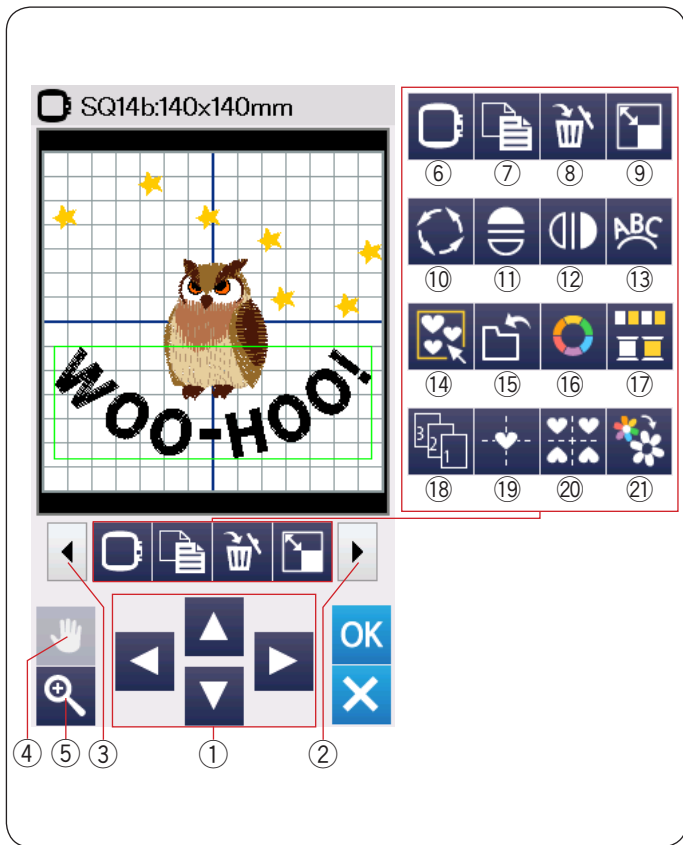 SQ14b:140x140mm
⑥ ⑦ ⑧ ⑨
ABC
⑩ ⑪ ⑫ ⑬
⑭ ⑮ ⑯ ⑰
3 2 1
⑱ ⑲ ⑳ ㉑
WOO-HOO!
OK
④ ⑤ ③ ① ②